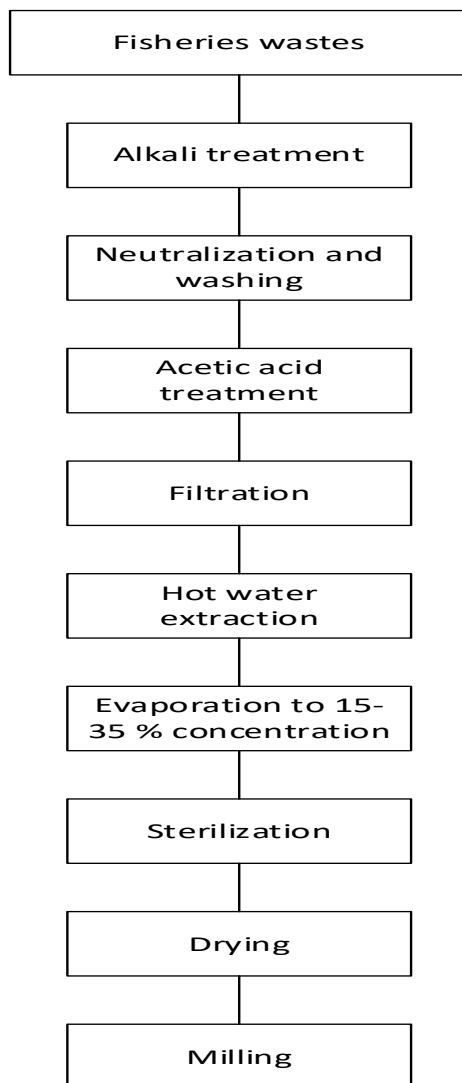 Fisheries wastes
Alkali treatment
Neutralization and
washing
Acetic acid
treatment
Filtration
Hot water
extraction
Evaporation to 15-
35 % concentration
Sterilization
Drying
Milling